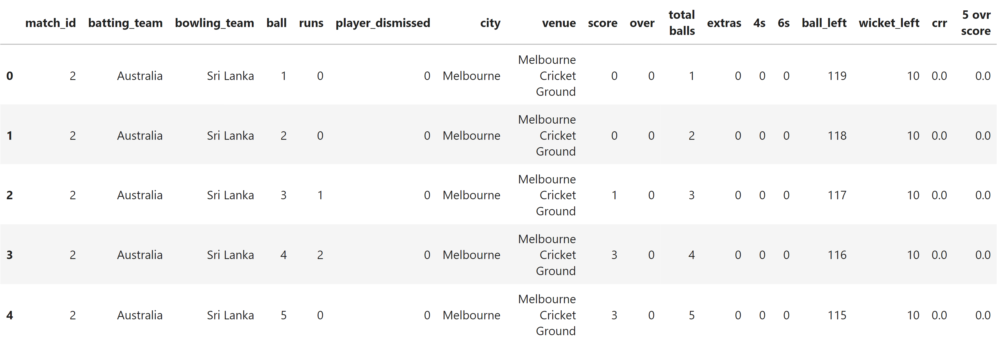 match_id batting_team bowling_team ball runs player_dismissed city venue score over total balls extras 4s 6s ball_left wicket_left crr 5 ovr score
0 2 Australia Sri Lanka 1 0 0 Melbourne Melbourne Cricket Ground 0 0 1 0 0 0 119 10 0.0 0.0
1 2 Australia Sri Lanka 2 0 0 Melbourne Melbourne Cricket Ground 0 0 2 0 0 0 118 10 0.0 0.0
2 2 Australia Sri Lanka 3 1 0 Melbourne Melbourne Cricket Ground 1 0 3 0 0 0 117 10 0.0 0.0
3 2 Australia Sri Lanka 4 2 0 Melbourne Melbourne Cricket Ground 3 0 4 0 0 0 116 10 0.0 0.0
4 2 Australia Sri Lanka 5 0 0 Melbourne Melbourne Cricket Ground 3 0 5 0 0 0 115 10 0.0 0.0